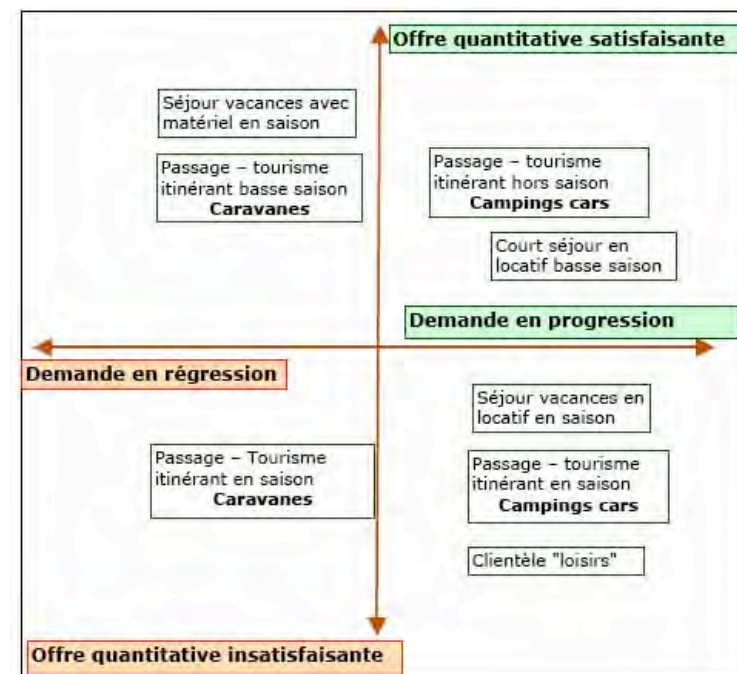 Offre quantitative satisfaisante
Séjour vacances avec
matériel en saison
Passage – tourisme
itinérant basse saison
Caravanes
Passage – tourisme
itinérant hors saison
Campings cars
Court séjour en
locatif basse saison
Demande en progression
Demande en régression
Séjour vacances en
locatif en saison
Passage – Tourisme
itinérant en saison
Caravanes
Passage – tourisme
itinérant en saison
Campings cars
Clientèle "loisirs"
Offre quantitative insatisfaisante